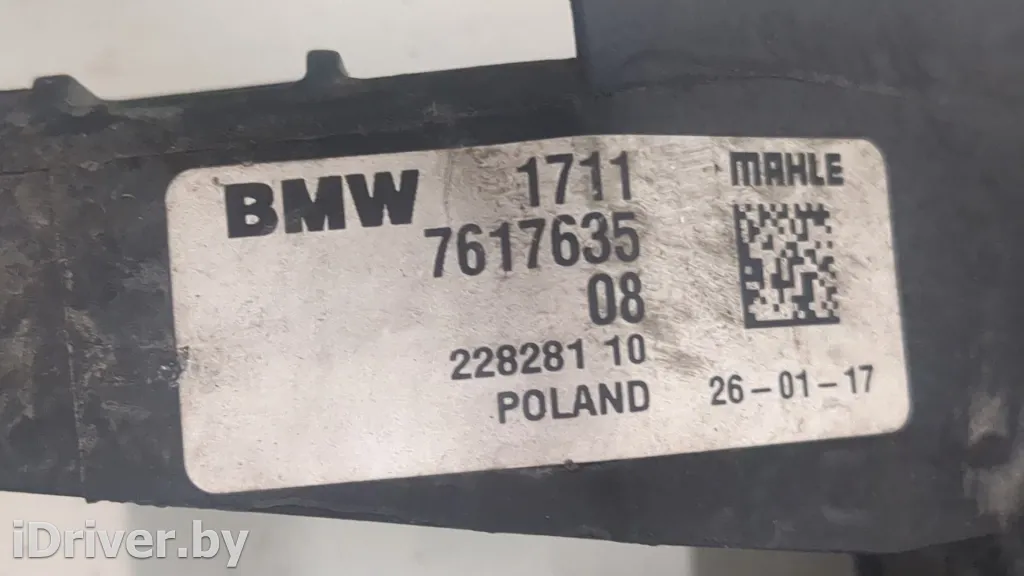 BMW 1711 MAHLE
7617635
08
228281 10
POLAND 26-01-17
iDriver.by